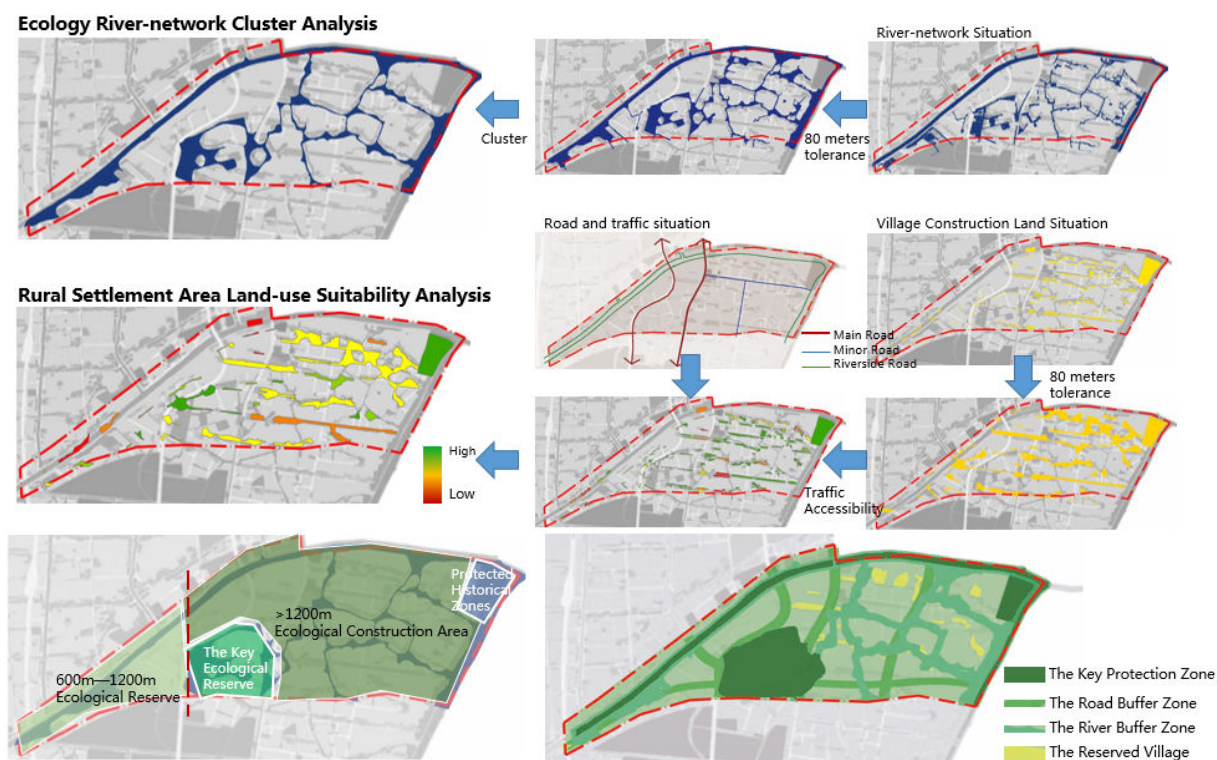 Ecology River-network Cluster Analysis
River-network Situation
Cluster
80 meters
tolerance
Road and traffic situation
Village Construction Land Situation
Main Road
Minor Road
Riverside Road
80 meters
tolerance
Rural Settlement Area Land-use Suitability Analysis
High
Low
Traffic
Accessibility
Protected
Historical
Zones
>1200m
Ecological Construction Area
The Key
Ecological
Reserve
600m—1200m
Ecological Reserve
The Key Protection Zone
The Road Buffer Zone
The River Buffer Zone
The Reserved Village